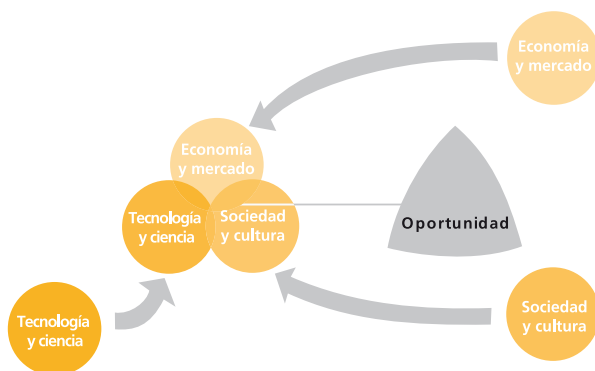 Economía
y mercado
Economía
y mercado
Tecnología
y ciencia
Sociedad
y cultura
Oportunidad
Tecnología
y ciencia
Sociedad
y cultura